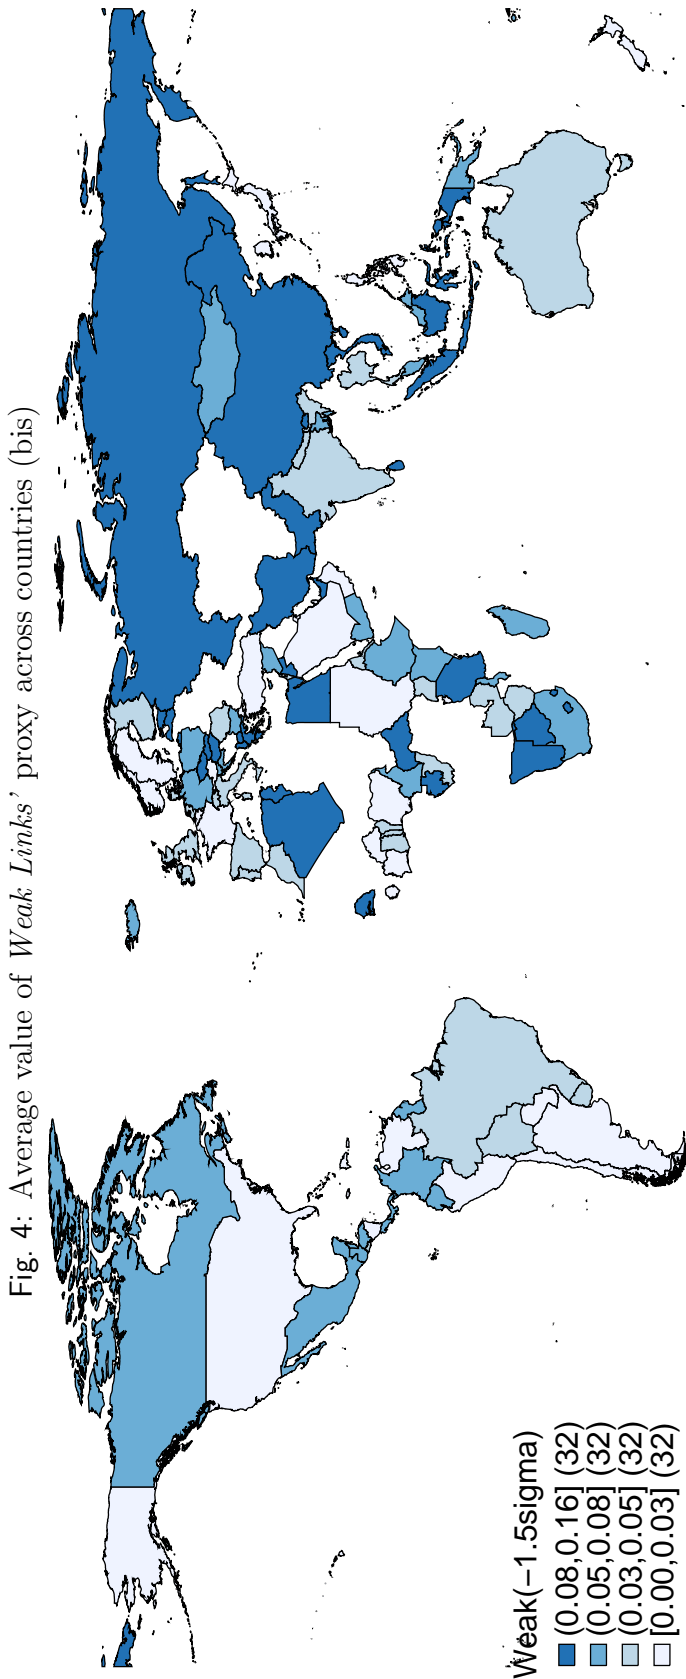 Fig. 4: Average value of Weak Links' proxy across countries (bis)
Weak(−1.5sigma)
(0.08,0.16] (32)
(0.05,0.08] (32)
(0.03,0.05] (32)
[0.00,0.03] (32)